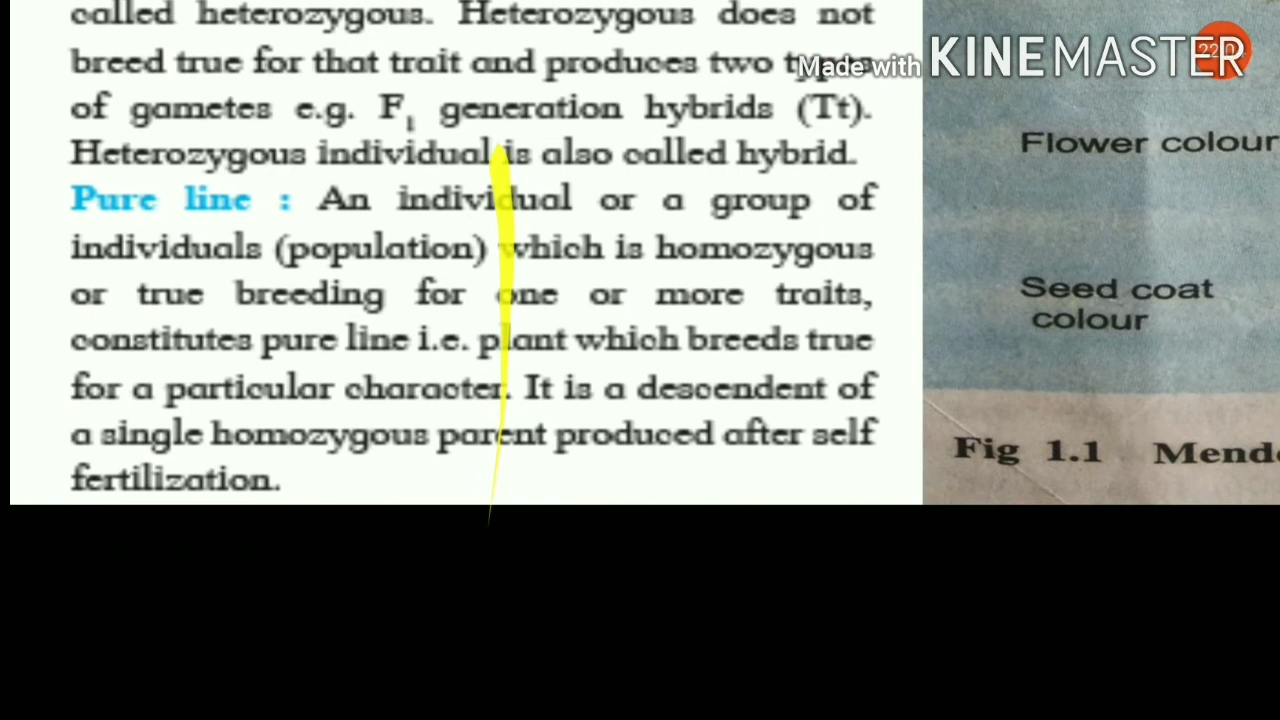 called heterozygous. Heterozygous does not
breed true for that trait and produces two types
of gametes e.g. F1 generation hybrids (Tt).
Heterozygous individual is also called hybrid.
Pure line : An individual or a group of
individuals (population) which is homozygous
or true breeding for one or more traits,
constitutes pure line i.e. plant which breeds true
for a particular character. It is a descendent of
a single homozygous parent produced after self
fertilization.
Made with KINEMASTER
Flower colour
Seed coat
colour
Fig 1.1 Mend